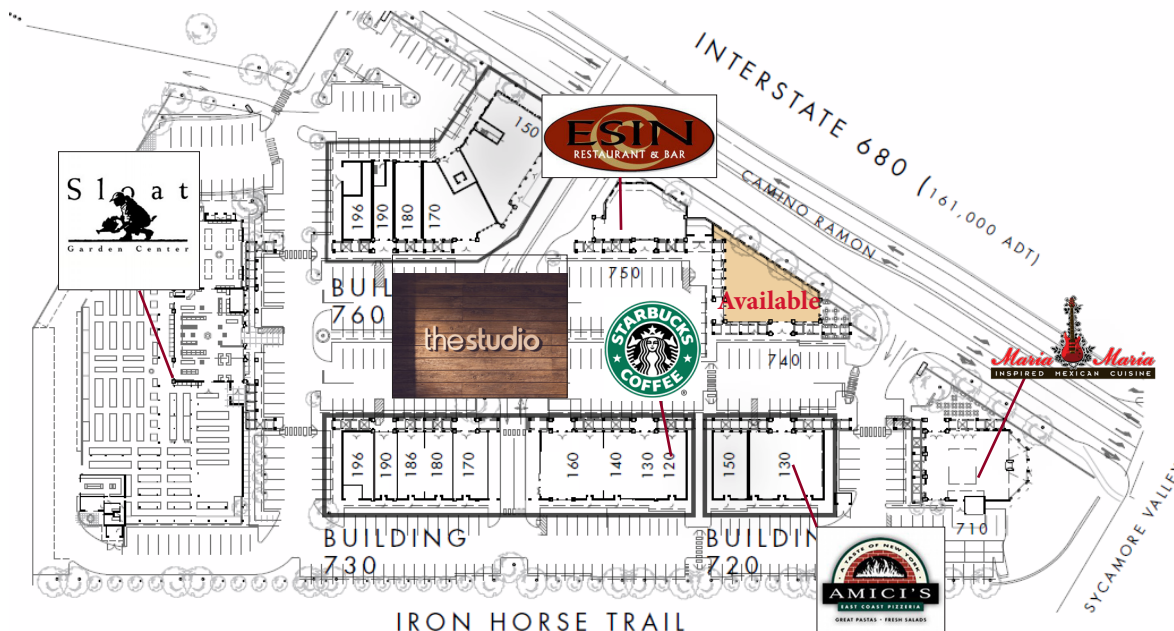 INTERSTATE 680 (161,000 ADT)
CAMINO RAMON
150
ESIN
RESTAURANT & BAR
Sloat
Garden Center
196
190
180
170
750
BUIL
760
thestudio
Available
STARBUCKS
COFFEE
®
740
Maria Maria
INSPIRED MEXICAN CUISINE
196
190
186
180
170
160
140
130
120
150
130
710
BUILDING
730
BUILDIN
720
A TASTE OF NEW YORK
AMICI'S
EAST COAST PIZZERIA
GREAT PASTAS • FRESH SALADS
SYCAMORE VALLEY
IRON HORSE TRAIL